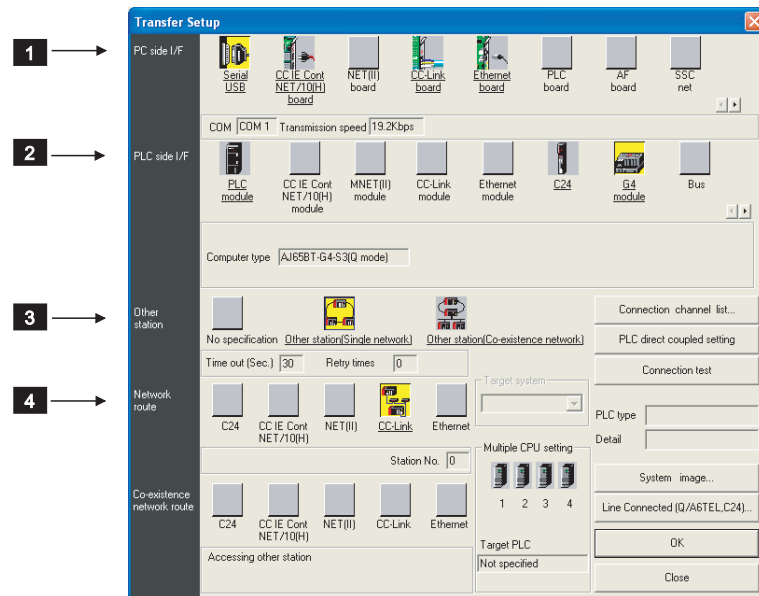 Transfer Setup
1
PC side I/F
Serial USB
CC IE Cont NET/10(H) board
NET(II) board
CC-Link board
Ethernet board
PLC board
AF board
SSC net
COM COM 1 Transmission speed 19.2Kbps
2
PLC side I/F
PLC module
CC IE Cont NET/10(H) module
MNET(II) module
CC-Link module
Ethernet module
C24
G4 module
Bus
Computer type AJ65BT-G4-S3(Q mode)
3
Other station
No specification
Other station(Single network)
Other station(Co-existence network)
Time out (Sec.) 30 Retry times 0
4
Network route
C24
CC IE Cont NET/10(H)
NET(II)
CC-Link
Ethernet
Station No. 0
Co-existence network route
C24
CC IE Cont NET/10(H)
NET(II)
CC-Link
Ethernet
Accessing other station
Target system
Multiple CPU setting
1 2 3 4
Target PLC
Not specified
Connection channel list...
PLC direct coupled setting
Connection test
PLC type
Detail
System image...
Line Connected (Q/A6TEL,C24)...
OK
Close